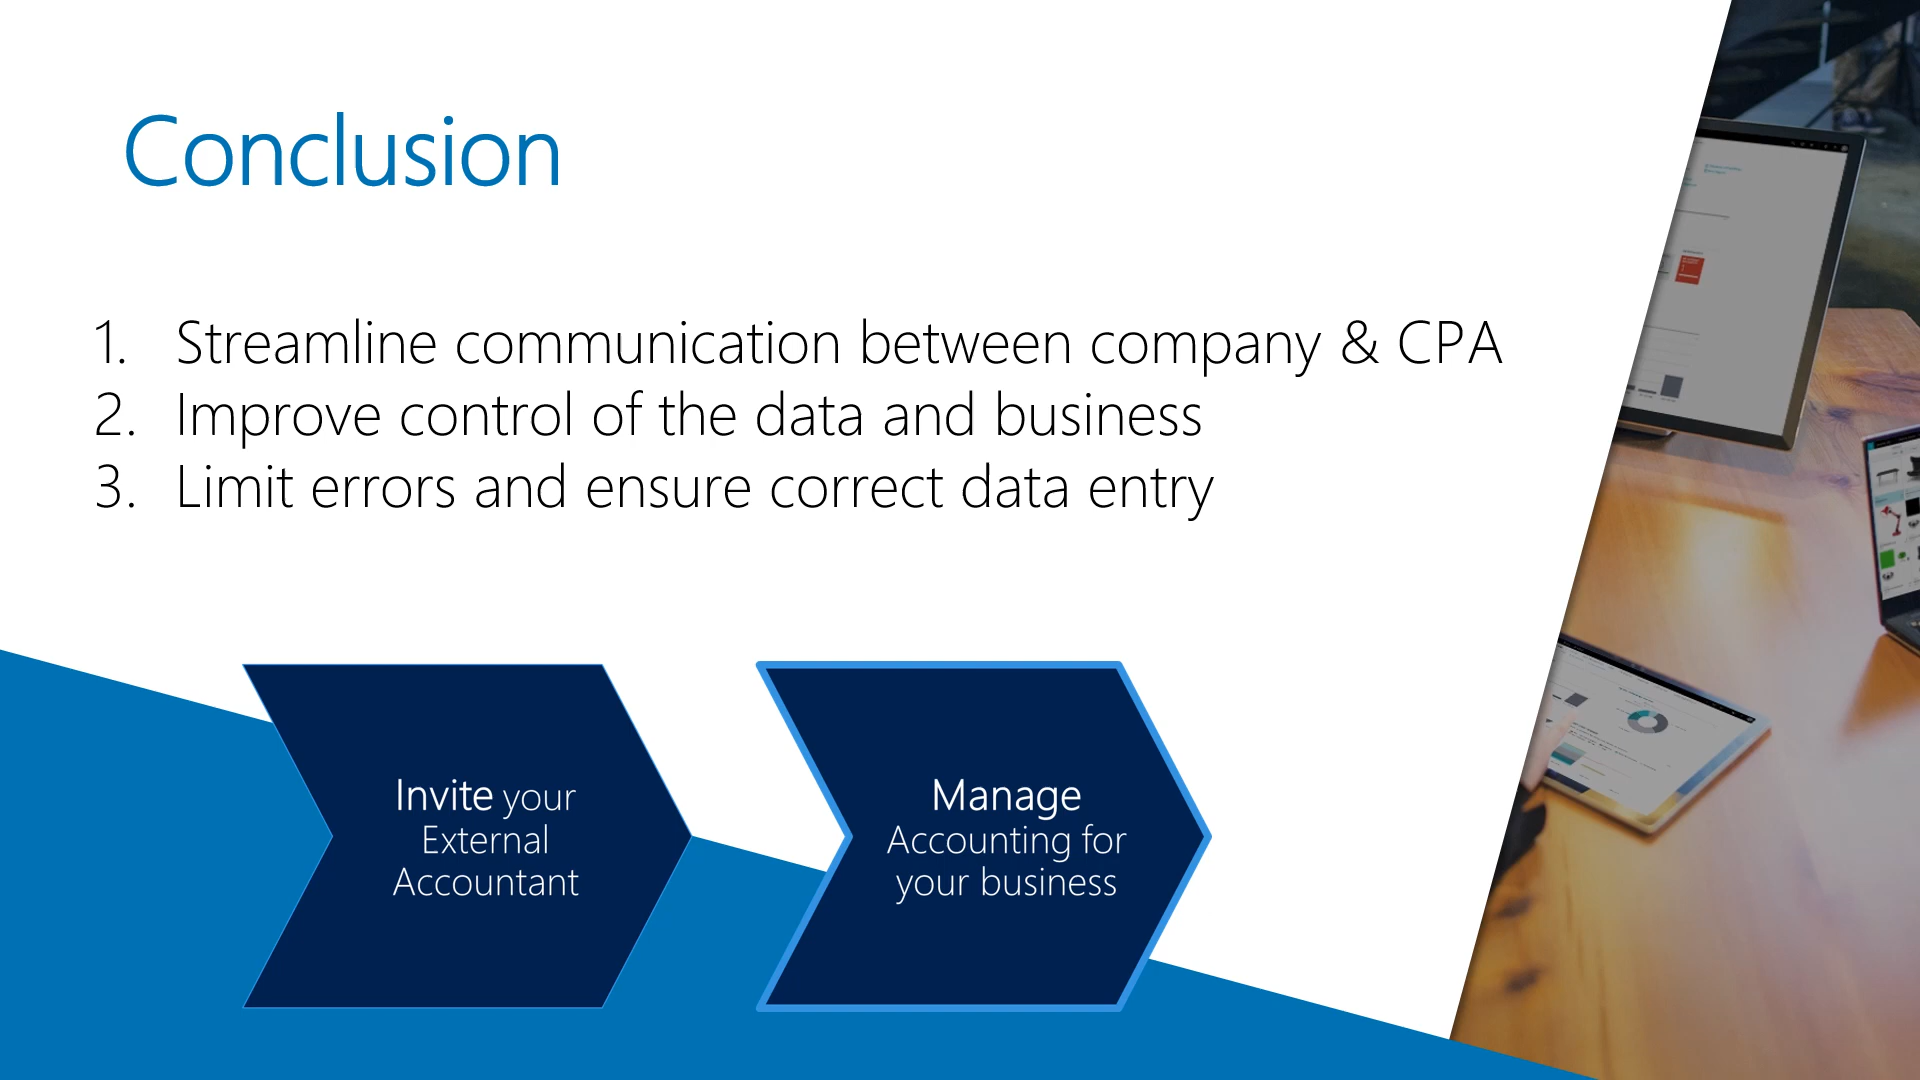 Conclusion
1. Streamline communication between company & CPA
2. Improve control of the data and business
3. Limit errors and ensure correct data entry
Invite your
External
Accountant
Manage
Accounting for
your business